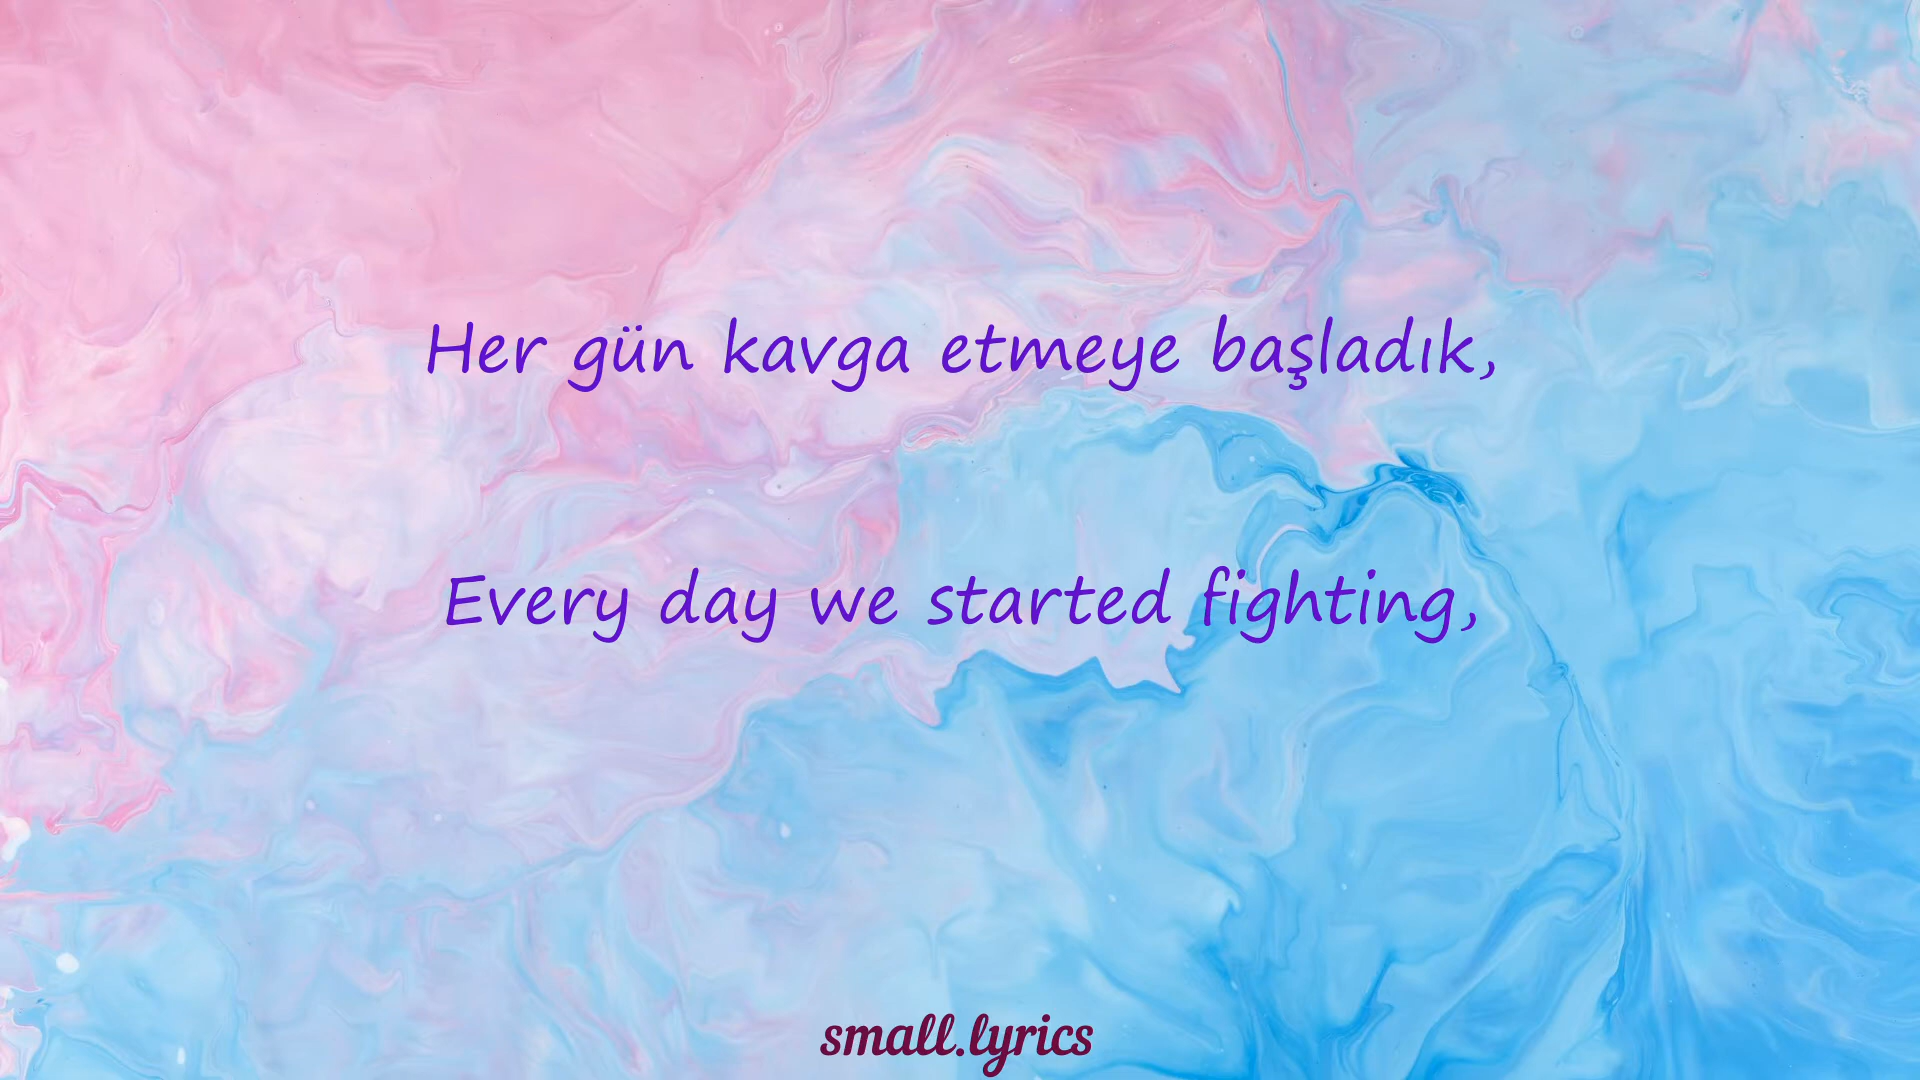 Her gün kavga etmeye başladık,
Every day we started fighting,
small.lyrics